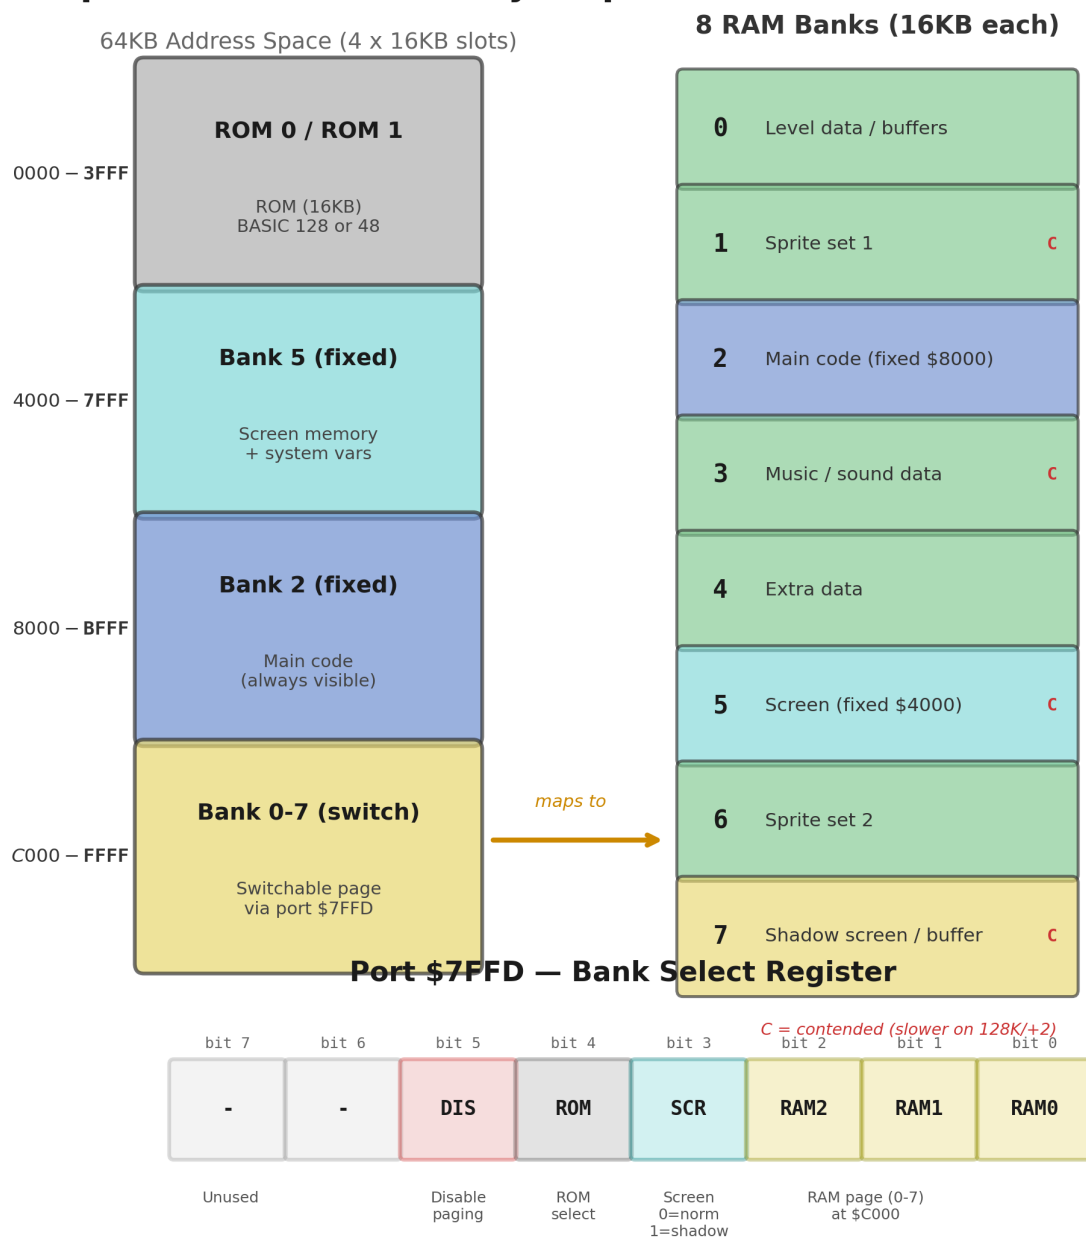 64KB Address Space (4 x 16KB slots)
8 RAM Banks (16KB each)
0000 – 3FFF
ROM 0 / ROM 1
ROM (16KB)
BASIC 128 or 48
4000 – 7FFF
Bank 5 (fixed)
Screen memory
+ system vars
8000 – BFFF
Bank 2 (fixed)
Main code
(always visible)
C000 – FFFF
Bank 0-7 (switch)
Switchable page
via port $7FFD
maps to
0 Level data / buffers
1 Sprite set 1 C
2 Main code (fixed $8000)
3 Music / sound data C
4 Extra data
5 Screen (fixed $4000) C
6 Sprite set 2
7 Shadow screen / buffer C
Port $7FFD — Bank Select Register
C = contended (slower on 128K/+2)
bit 7 bit 6 bit 5 bit 4 bit 3 bit 2 bit 1 bit 0
- - DIS ROM SCR RAM2 RAM1 RAM0
Unused
Disable
paging
ROM
select
Screen
0=norm
1=shadow
RAM page (0-7)
at $C000